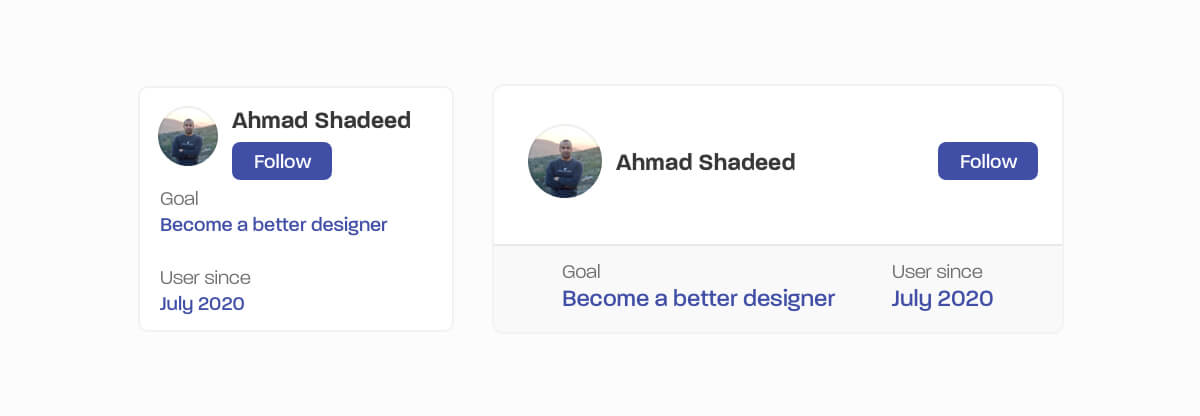 Ahmad Shadeed
Follow
Goal
Become a better designer
User since
July 2020
Ahmad Shadeed
Follow
Goal
Become a better designer
User since
July 2020